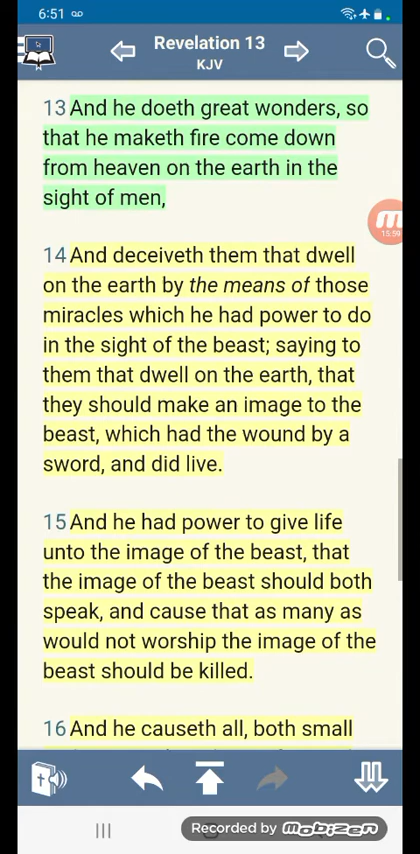 6:51
Revelation 13
KJV
13 And he doeth great wonders, so
that he maketh fire come down
from heaven on the earth in the
sight of men,
15:59
14 And deceiveth them that dwell
on the earth by the means of those
miracles which he had power to do
in the sight of the beast; saying to
them that dwell on the earth, that
they should make an image to the
beast, which had the wound by a
sword, and did live.
15 And he had power to give life
unto the image of the beast, that
the image of the beast should both
speak, and cause that as many as
would not worship the image of the
beast should be killed.
16 And he causeth all, both small
Recorded by mobizen